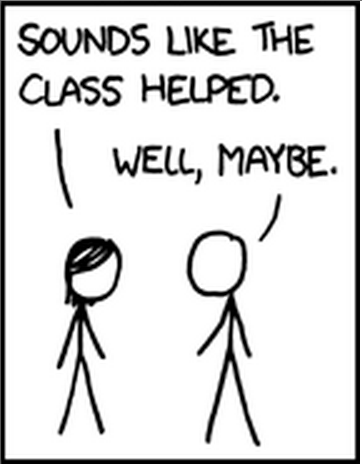 SOUNDS LIKE THE
CLASS HELPED.
WELL, MAYBE.